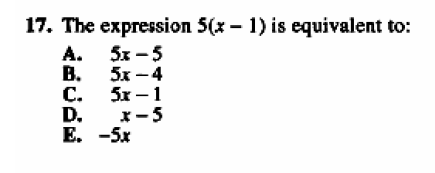 17. The expression 5(x – 1) is equivalent to:
A. 5x – 5
B. 5x – 4
C. 5x – 1
D. x – 5
E. –5x